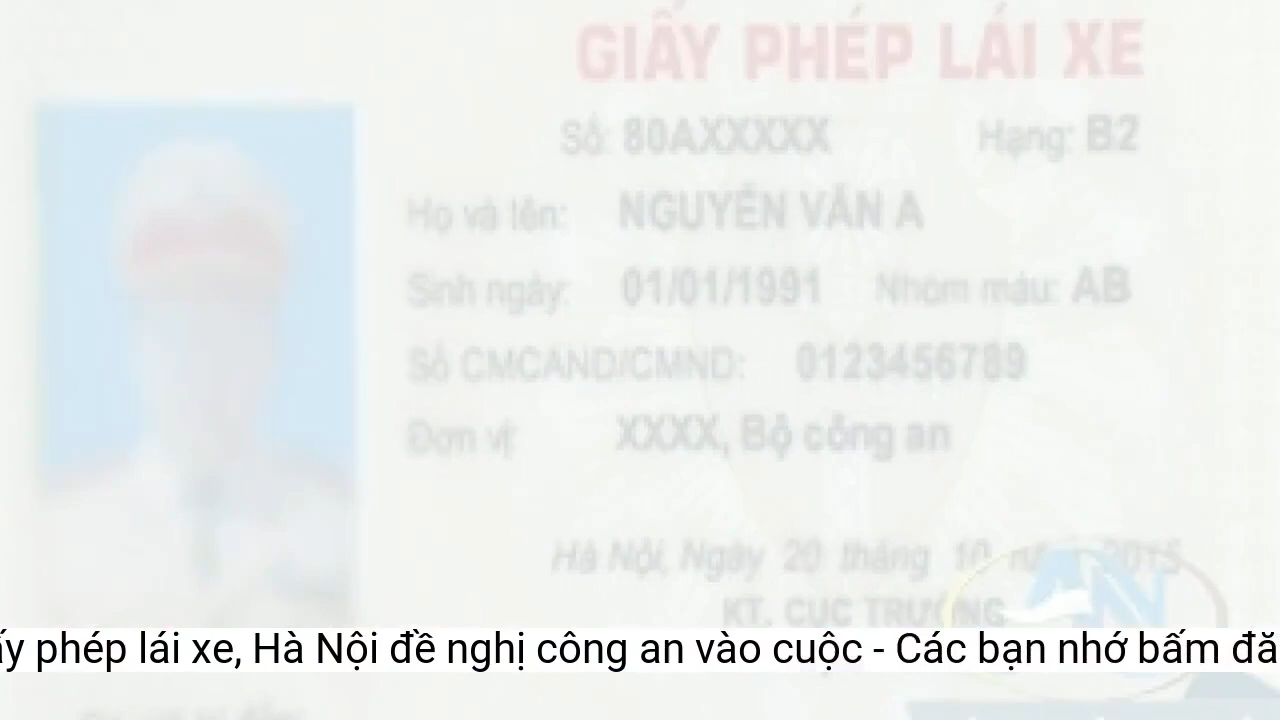 GIẤY PHÉP LÁI XE
Số: 80AXXXXX Hạng: B2
Họ và tên: NGUYỄN VĂN A
Sinh ngày: 01/01/1991 Nhóm máu: AB
Số CMCAND/CMND: 0123456789
Đơn vị: XXXX, Bộ công an
Hà Nội, Ngày 20 tháng 10 năm 2015
KT. CỤC TRƯỞNG
AN
ấy phép lái xe, Hà Nội đề nghị công an vào cuộc - Các bạn nhớ bấm đă